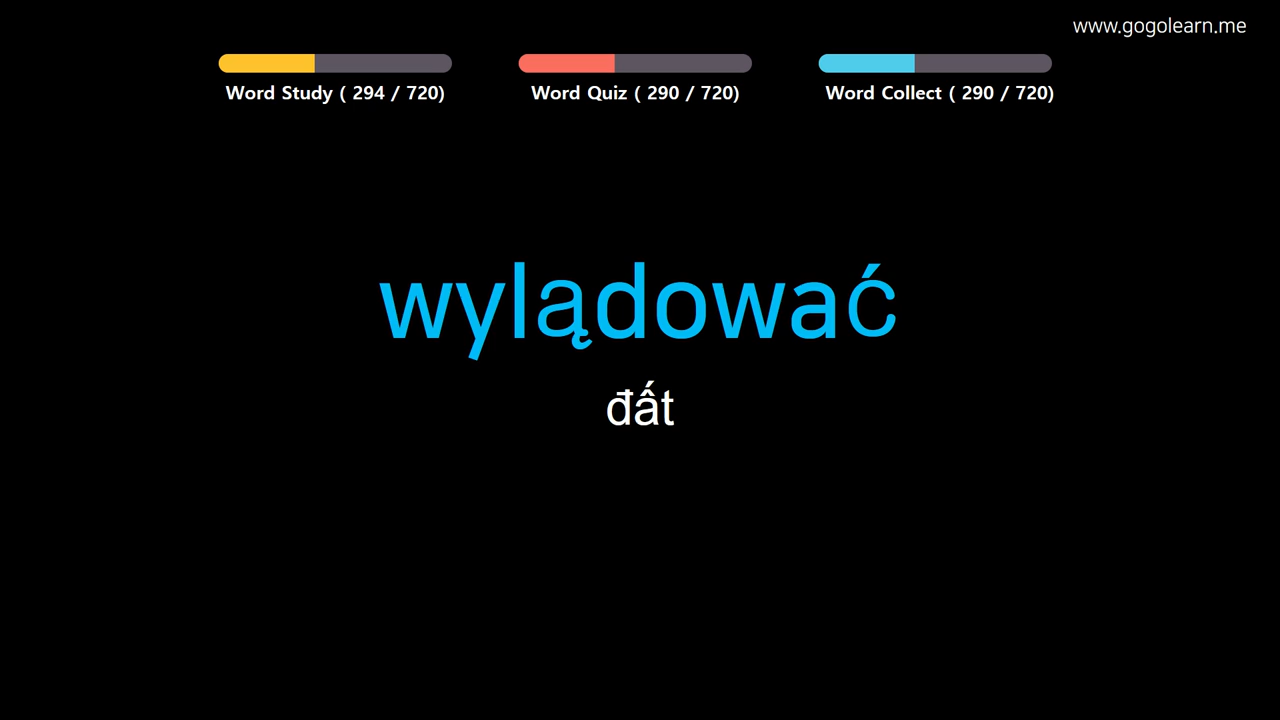 www.gogolearn.me
Word Study ( 294 / 720)
Word Quiz ( 290 / 720)
Word Collect ( 290 / 720)
wylądować
đất